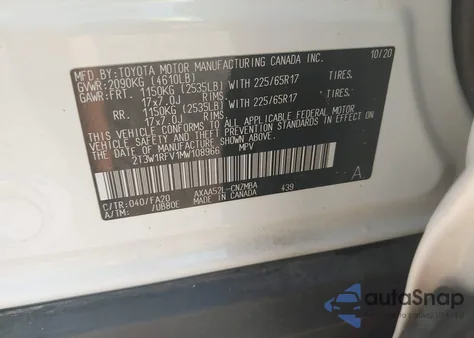 MFD.BY:TOYOTA MOTOR MANUFACTURING CANADA INC. 10/20
GVWR: 2090KG (4610LB)
GAWR:FRT. 1150KG (2535LB) WITH 225/65R17 TIRES,
17x7.0J RIMS
RR. 1150KG (2535LB) WITH 225/65R17 TIRES,
17x7.0J RIMS
THIS VEHICLE CONFORMS TO ALL APPLICABLE FEDERAL MOTOR
VEHICLE SAFETY, BUMPER, AND THEFT PREVENTION STANDARDS IN EFFECT ON
THE DATE OF MANUFACTURE SHOWN ABOVE.
2T3W1RFV1MW108966 MPV
C/TR:040/FA20 AXAA52L-CNZMBA 439 A
A/TM: /UB80E MADE IN CANADA
autoSnap